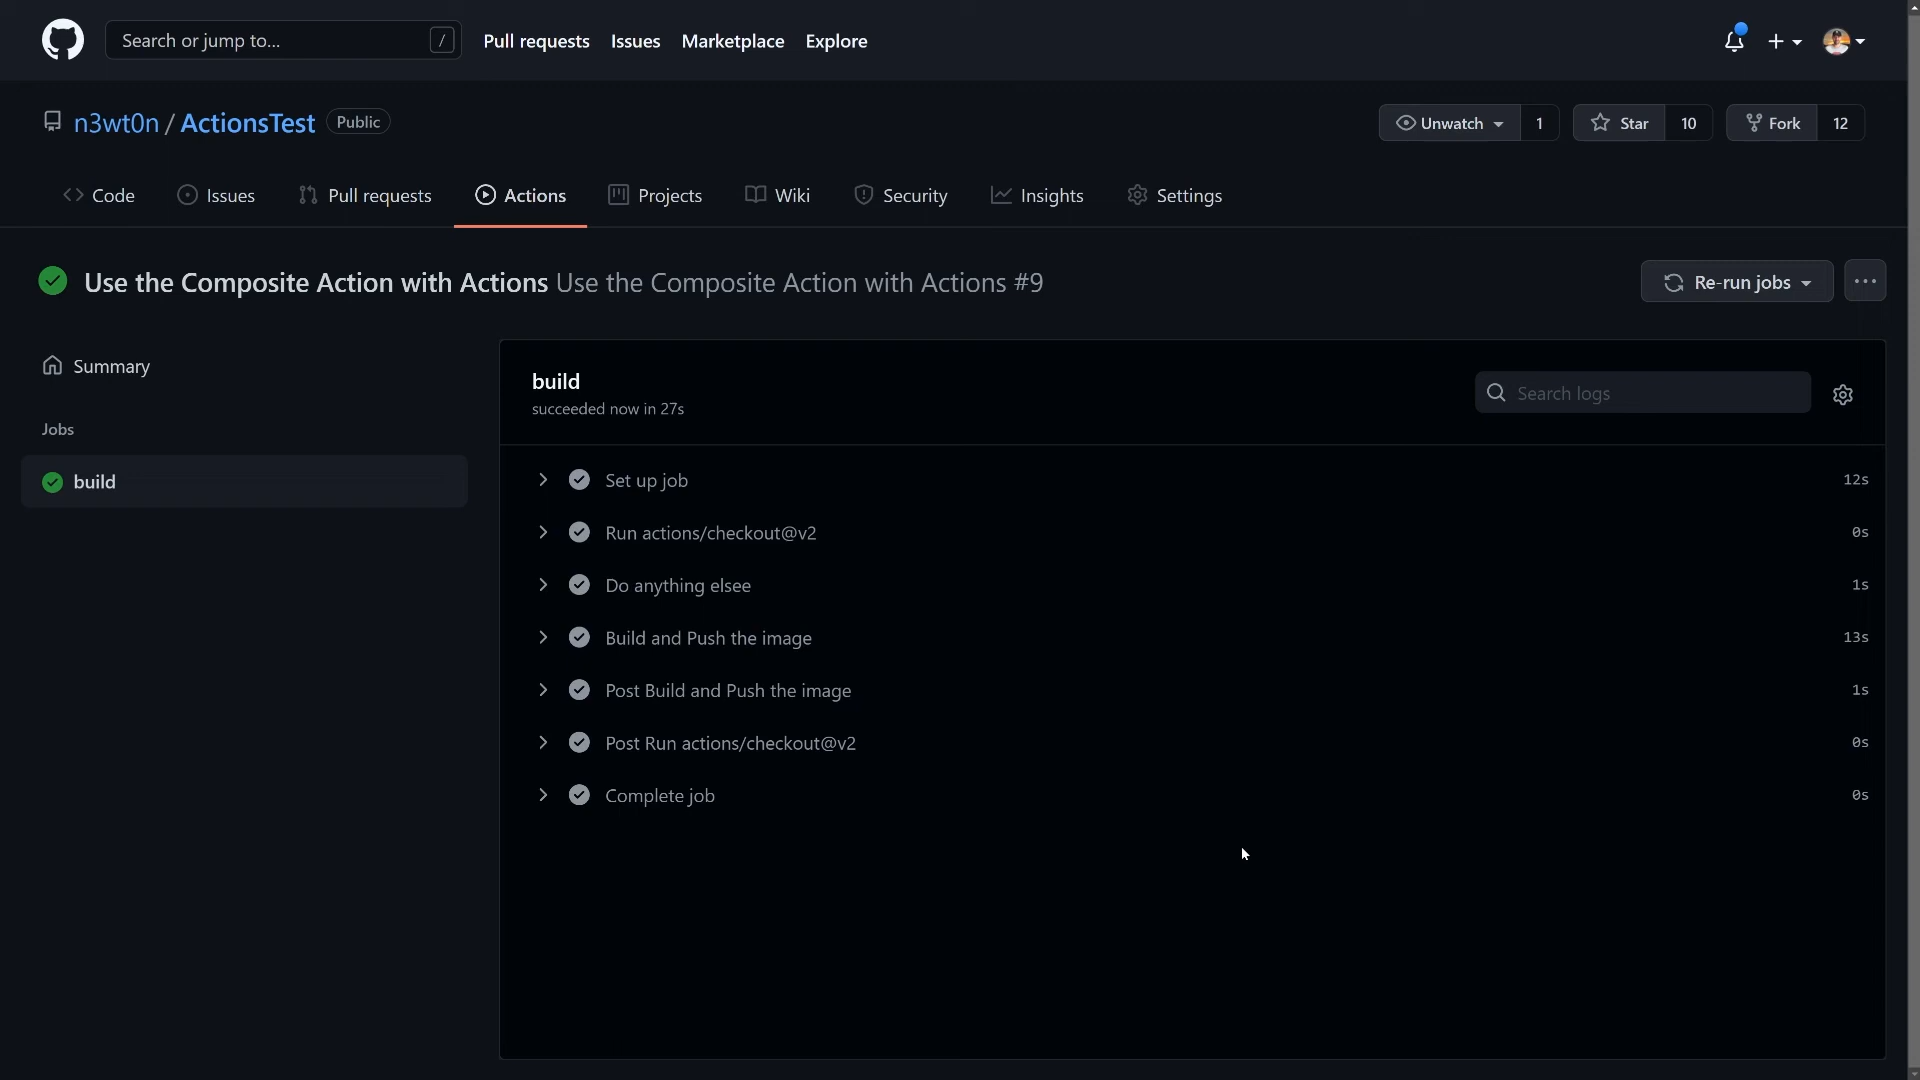 Search or jump to... /
Pull requests Issues Marketplace Explore
n3wt0n / ActionsTest Public
Unwatch 1 Star 10 Fork 12
Code Issues Pull requests Actions Projects Wiki Security Insights Settings
Use the Composite Action with Actions Use the Composite Action with Actions #9
Re-run jobs ...
Summary
Jobs
build
build
succeeded now in 27s
Search logs
Set up job 12s
Run actions/checkout@v2 0s
Do anything elsee 1s
Build and Push the image 13s
Post Build and Push the image 1s
Post Run actions/checkout@v2 0s
Complete job 0s